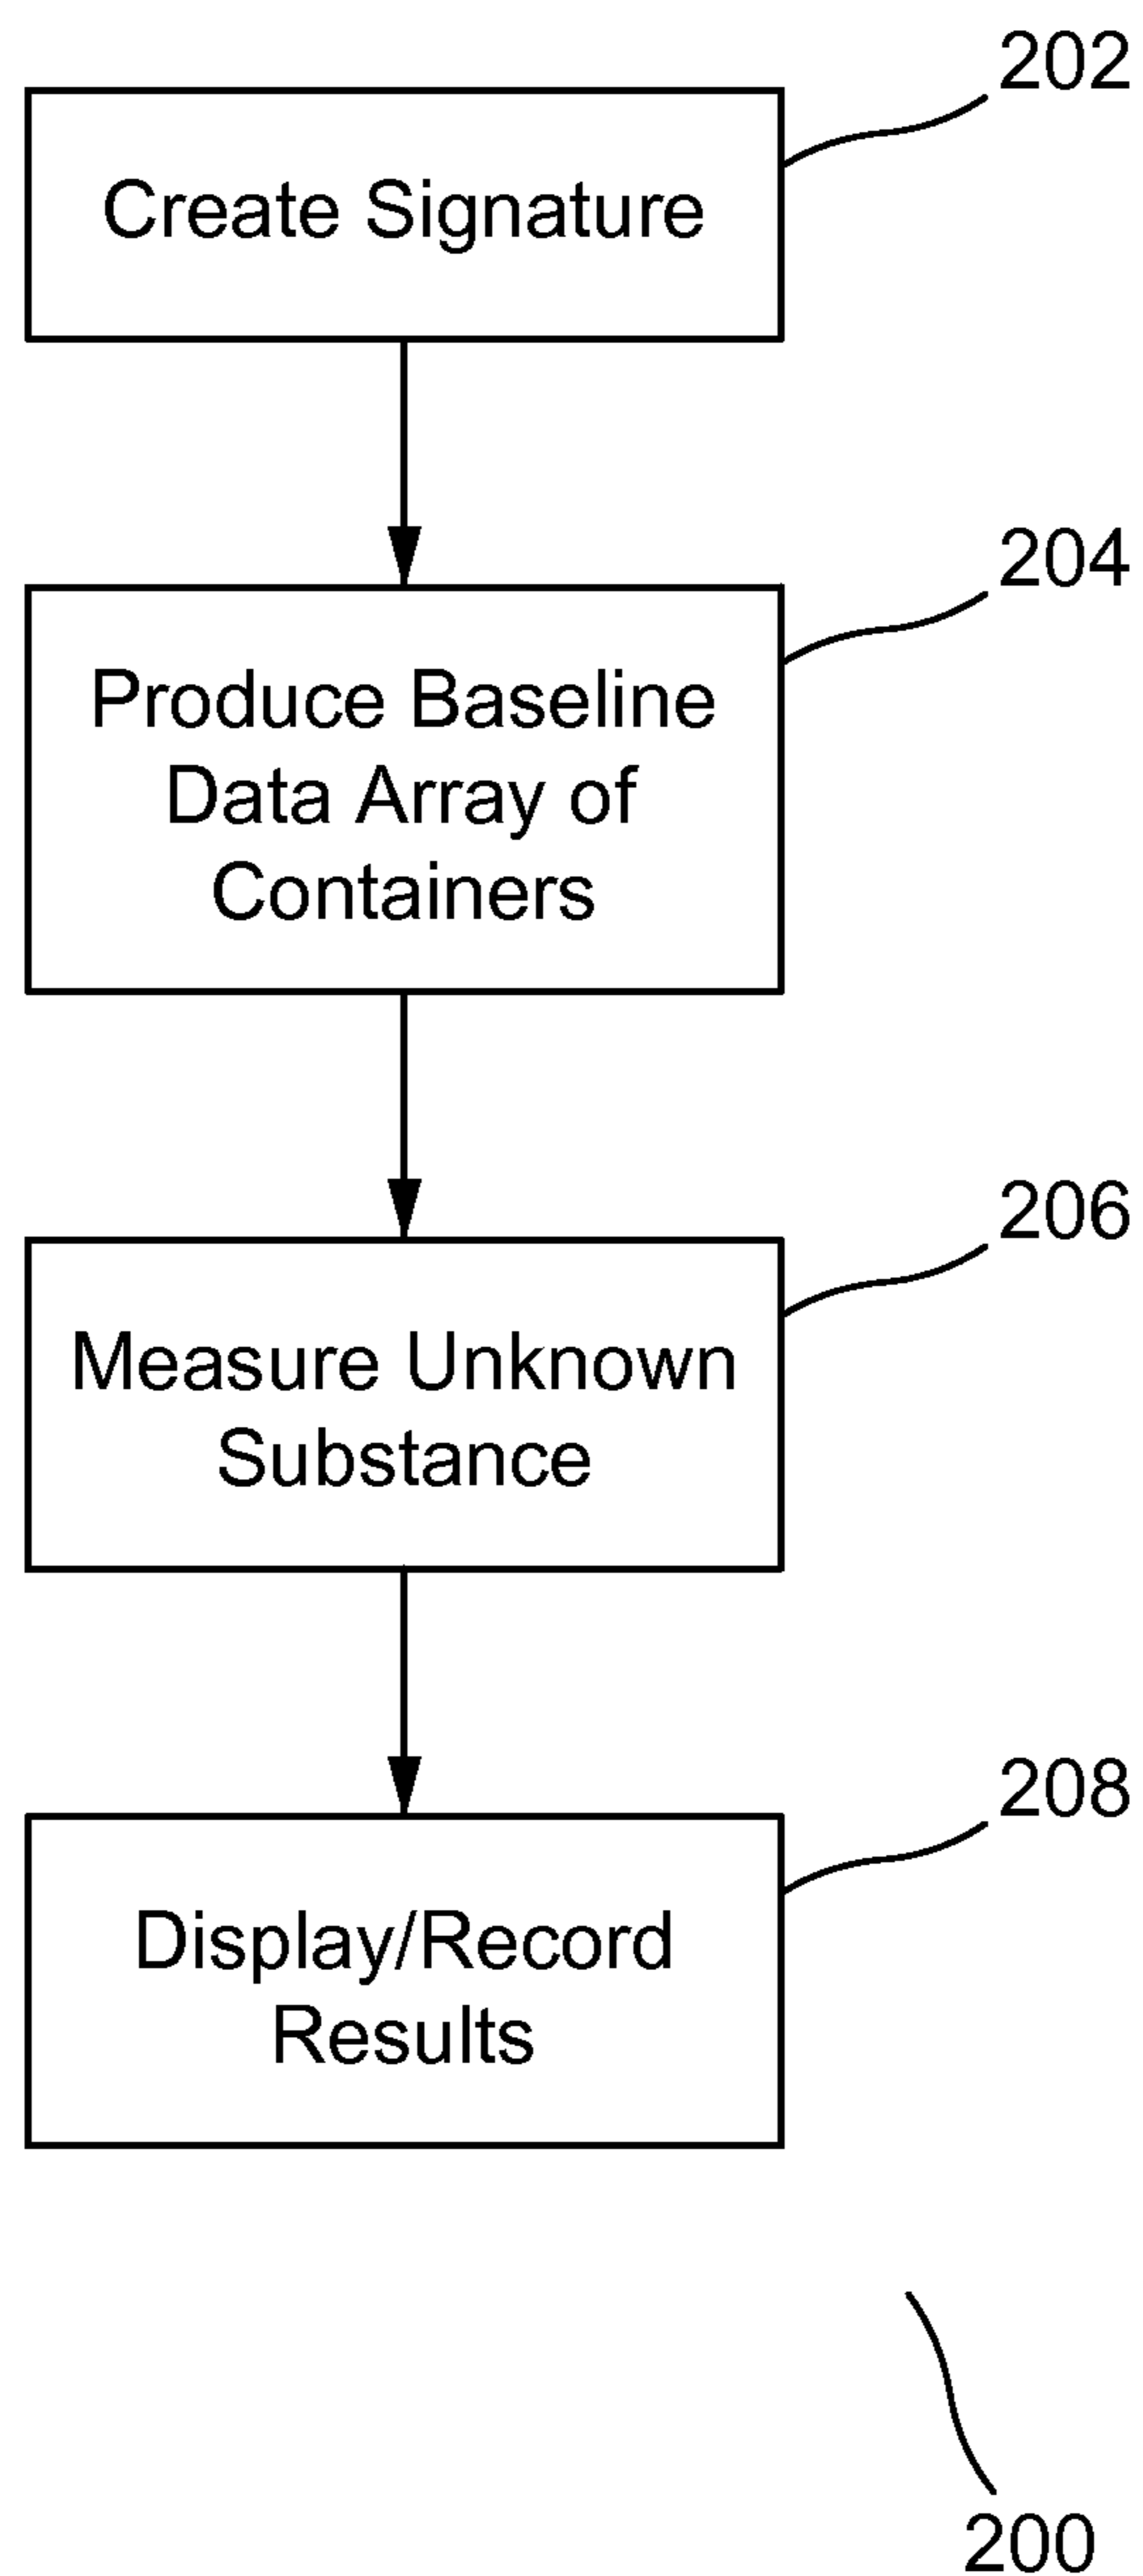 202
Create Signature
204
Produce Baseline
Data Array of
Containers
206
Measure Unknown
Substance
208
Display/Record
Results
200